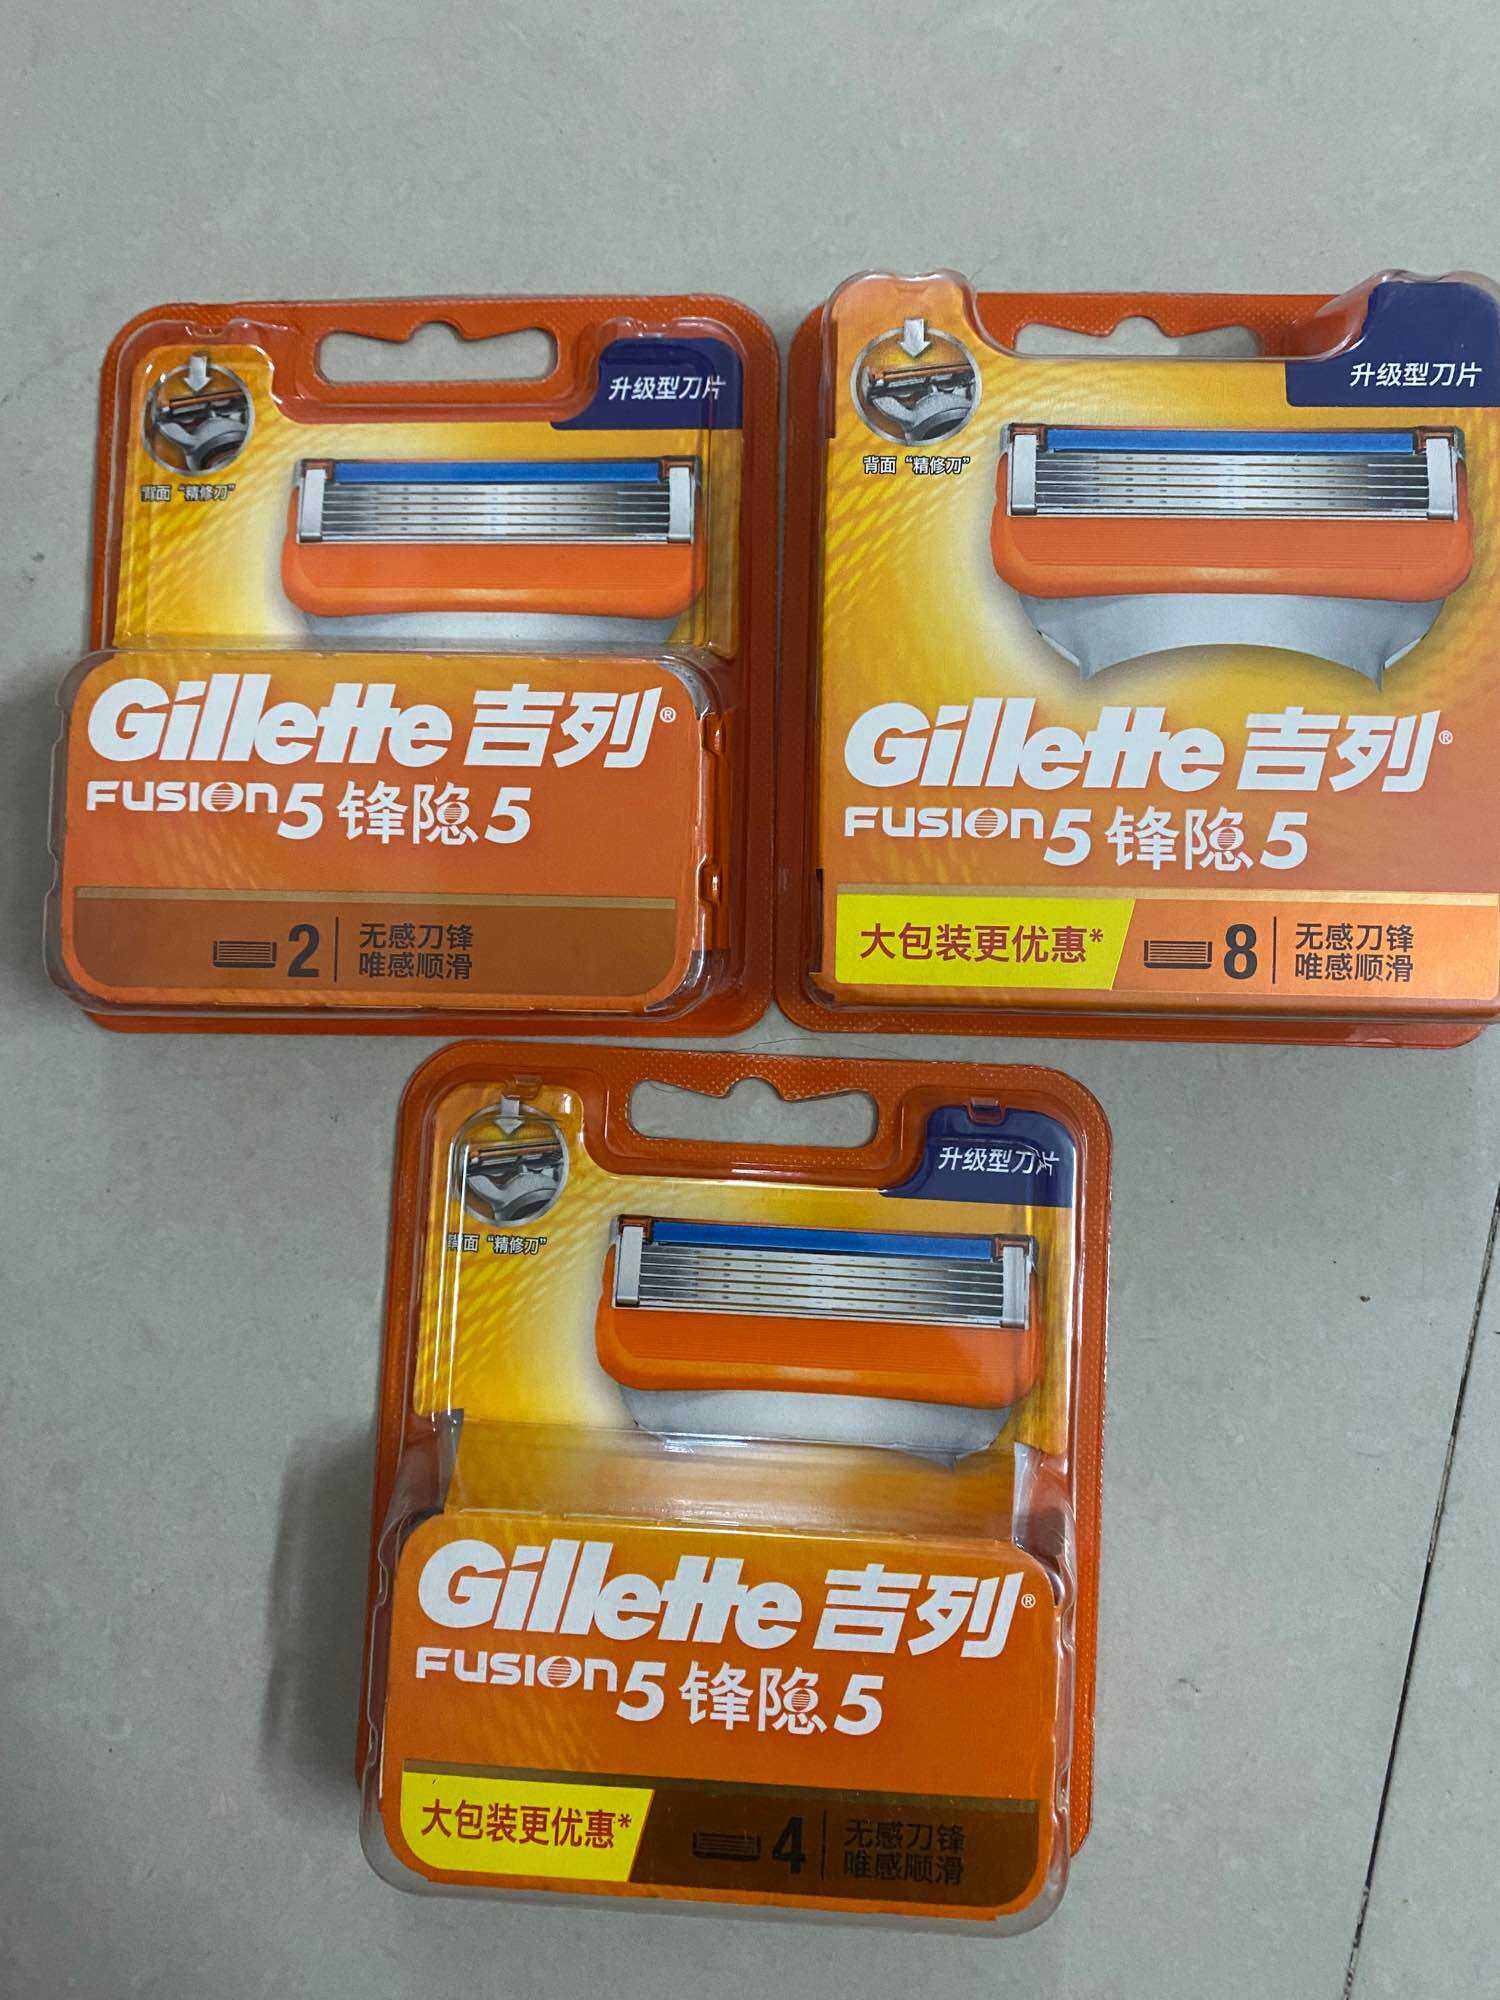 升级型刀片
背面“精修刀”
Gillette 吉列®
FUSION5 锋隐5
2 无感刀锋
唯感顺滑
升级型刀片
背面“精修刀”
Gillette 吉列®
FUSION5 锋隐5
大包装更优惠* 8 无感刀锋
唯感顺滑
升级型刀片
背面“精修刀”
Gillette 吉列®
FUSION5 锋隐5
大包装更优惠* 4 无感刀锋
唯感顺滑